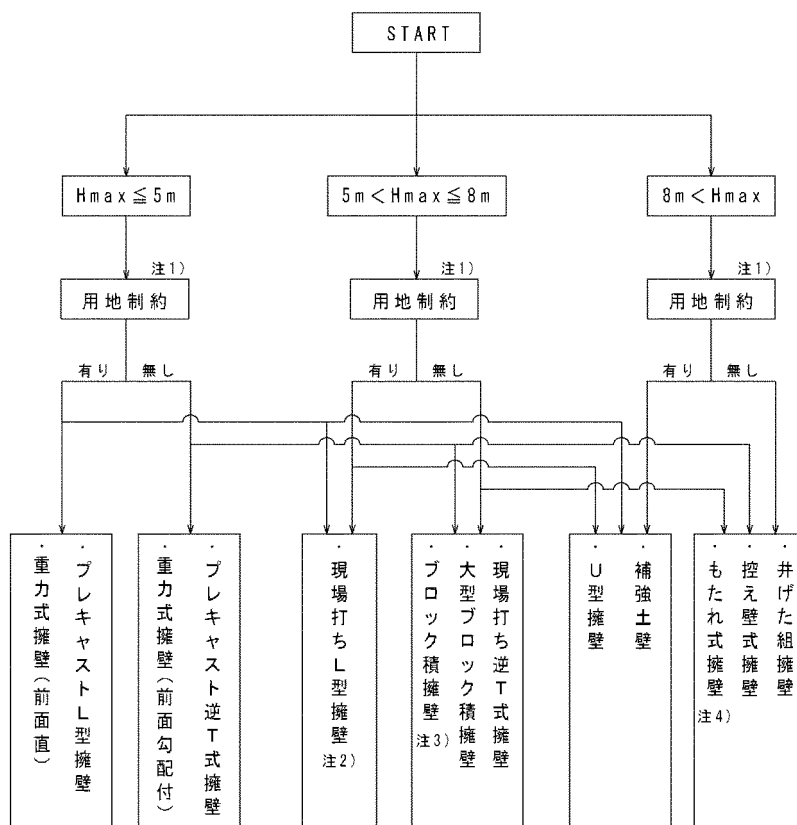 START
Hmax≦5m
5m<Hmax≦8m
8m<Hmax
注1)
注1)
注1)
用地制約
用地制約
用地制約
有り
無し
有り
無し
有り
無し
・プレキャストL型擁壁
・重力式擁壁(前面直)
・プレキャスト逆T式擁壁
・重力式擁壁(前面勾配付)
・現場打ちL型擁壁 注2)
・現場打ち逆T式擁壁
・大型ブロック積擁壁
・ブロック積擁壁 注3)
・補強土壁
・U型擁壁
・井げた組擁壁
・控え壁式擁壁
・もたれ式擁壁 注4)